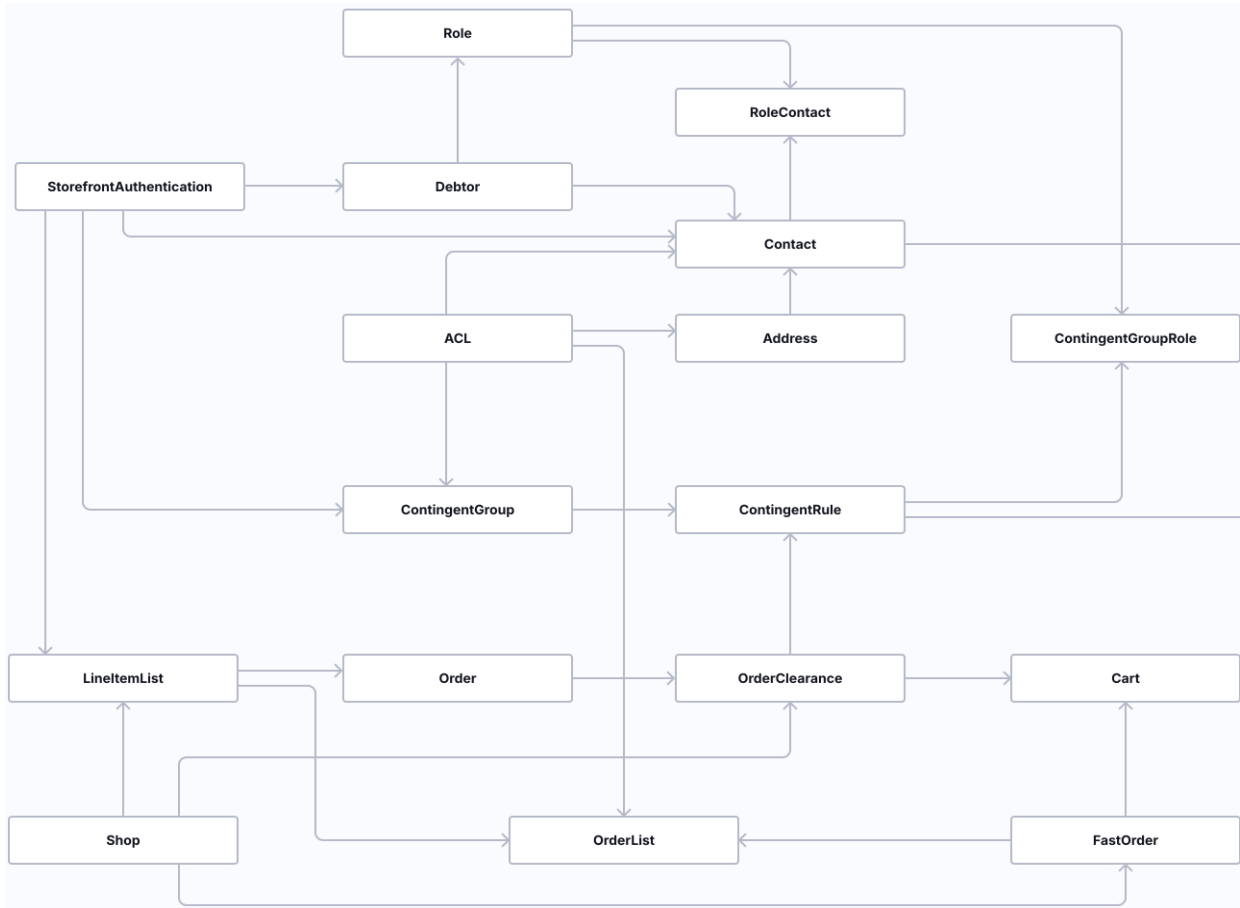 Role
RoleContact
StorefrontAuthentication
Debtor
Contact
ACL
Address
ContingentGroupRole
ContingentGroup
ContingentRule
LineItemList
Order
OrderClearance
Cart
Shop
OrderList
FastOrder